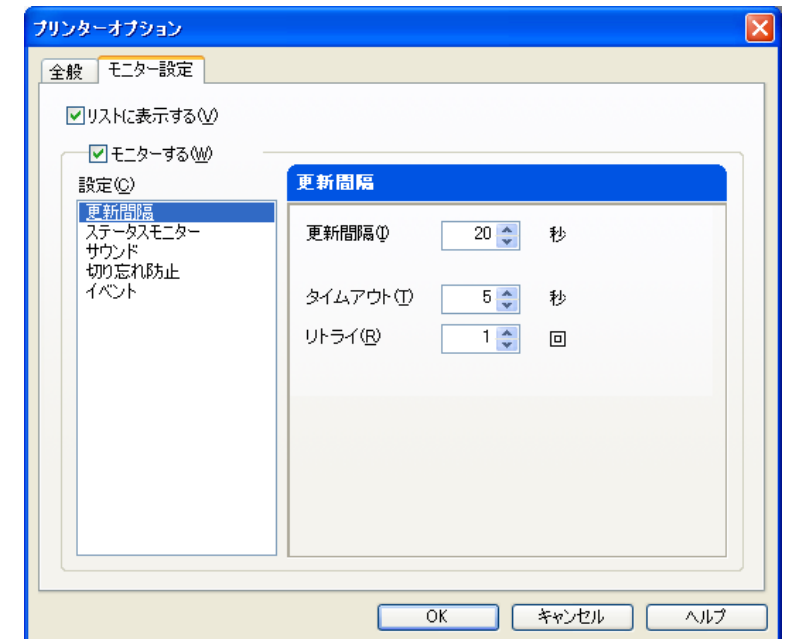 プリンターオプション
全般 モニター設定
リストに表示する(V)
モニターする(W)
設定(C)
更新間隔
ステータスモニター
サウンド
切り忘れ防止
イベント
更新間隔
更新間隔(I) 20 秒
タイムアウト(T) 5 秒
リトライ(R) 1 回
OK キャンセル ヘルプ